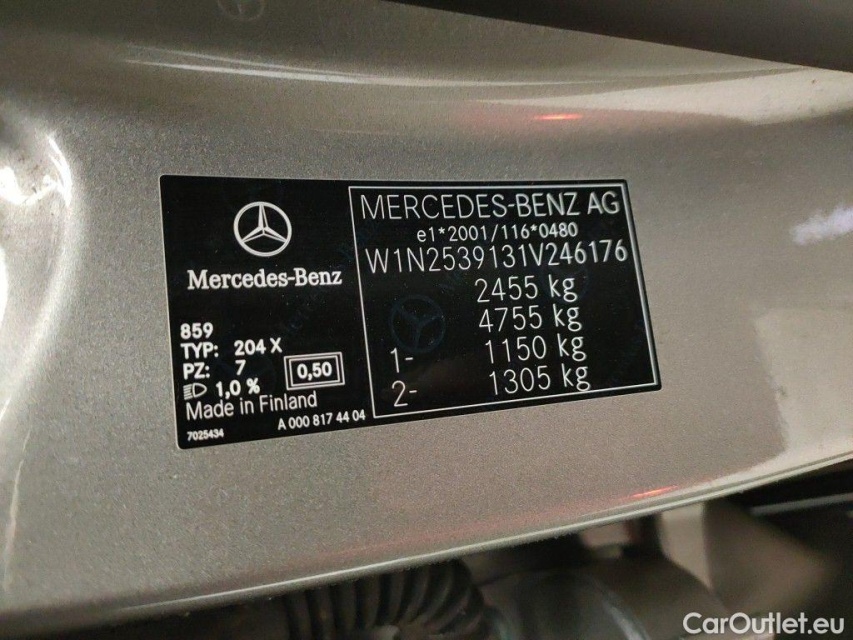 Mercedes-Benz
859
TYP: 204 X
PZ: 7
1,0 %
0,50
Made in Finland
7025434
A 000 817 44 04
MERCEDES-BENZ AG
e1*2001/116*0480
W1N2539131V246176
2455 kg
4755 kg
1- 1150 kg
2- 1305 kg
CarOutlet.eu